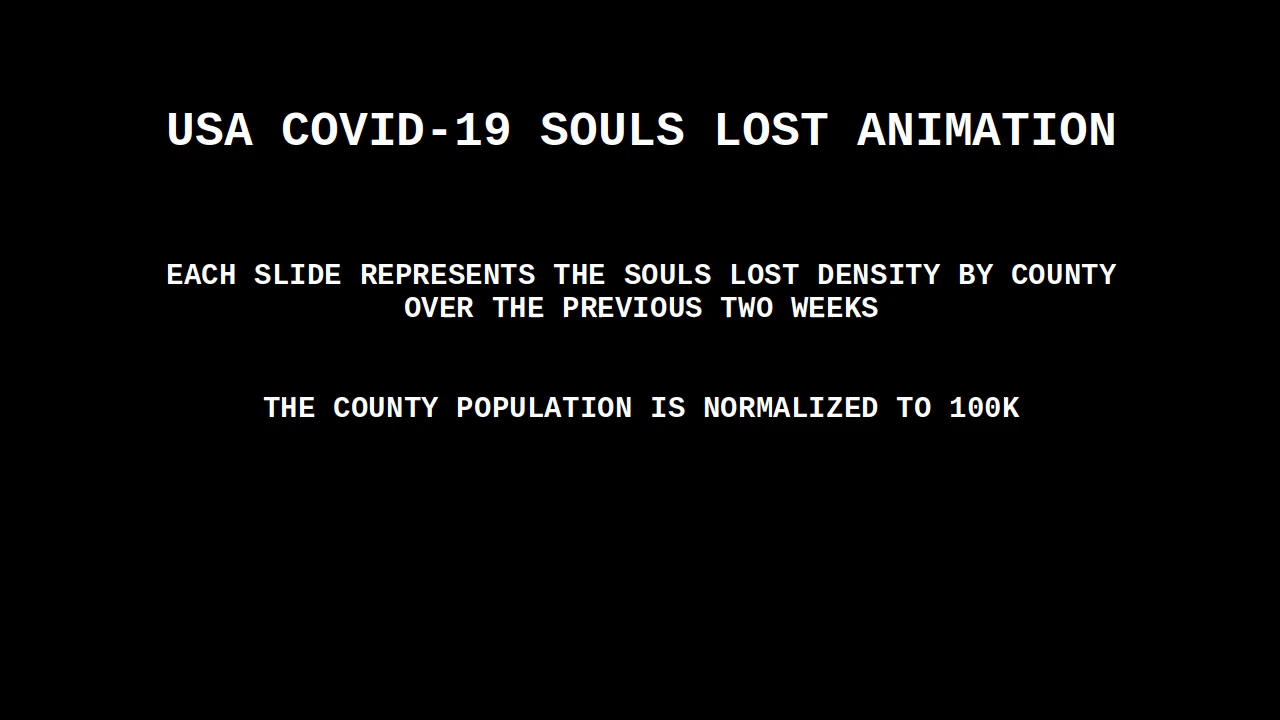 USA COVID-19 SOULS LOST ANIMATION
EACH SLIDE REPRESENTS THE SOULS LOST DENSITY BY COUNTY
OVER THE PREVIOUS TWO WEEKS
THE COUNTY POPULATION IS NORMALIZED TO 100K